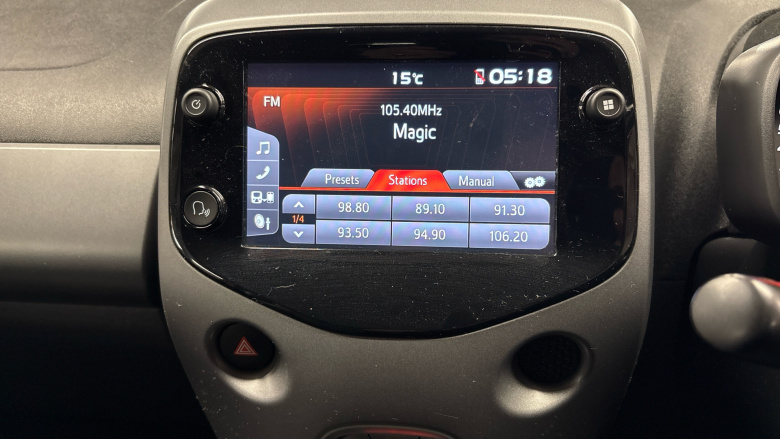 15°c 05:18
FM
105.40MHz
Magic
Presets Stations Manual
1/4
98.80 89.10 91.30
93.50 94.90 106.20